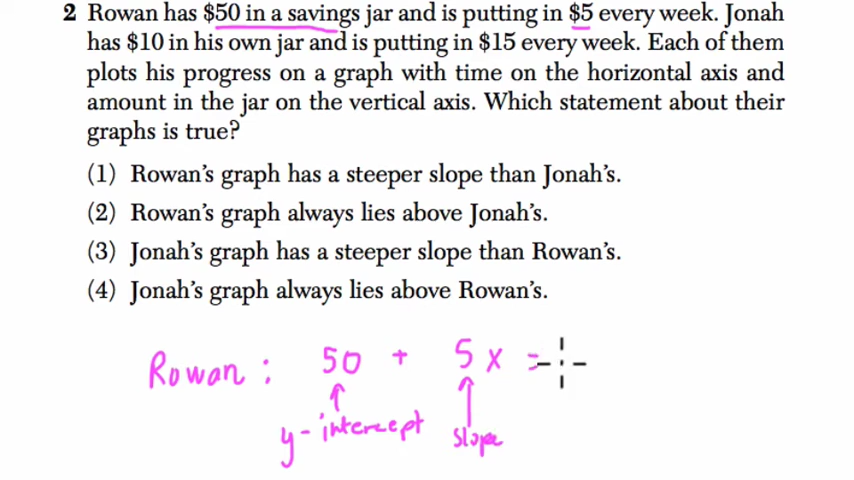 2 Rowan has $50 in a savings jar and is putting in $5 every week. Jonah
has $10 in his own jar and is putting in $15 every week. Each of them
plots his progress on a graph with time on the horizontal axis and
amount in the jar on the vertical axis. Which statement about their
graphs is true?
(1) Rowan's graph has a steeper slope than Jonah's.
(2) Rowan's graph always lies above Jonah's.
(3) Jonah's graph has a steeper slope than Rowan's.
(4) Jonah's graph always lies above Rowan's.
Rowan: 50 + 5x =
y-intercept slope